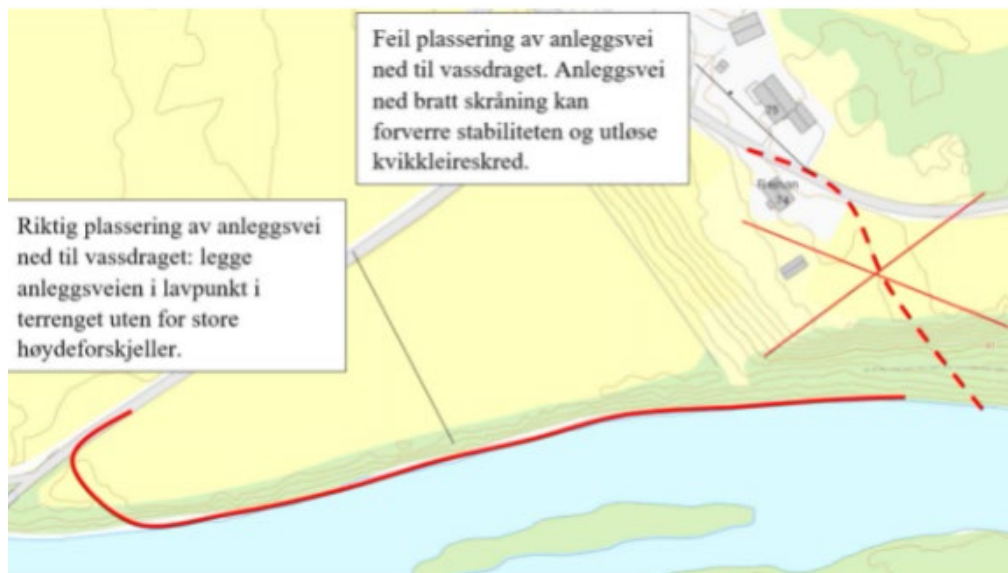 Feil plassering av anleggsvei
ned til vassdraget. Anleggsvei
ned bratt skråning kan
forverre stabiliteten og utløse
kvikkleireskred.
Riktig plassering av anleggsvei
ned til vassdraget: legge
anleggsveien i lavpunkt i
terrenget uten for store
høydeforskjeller.